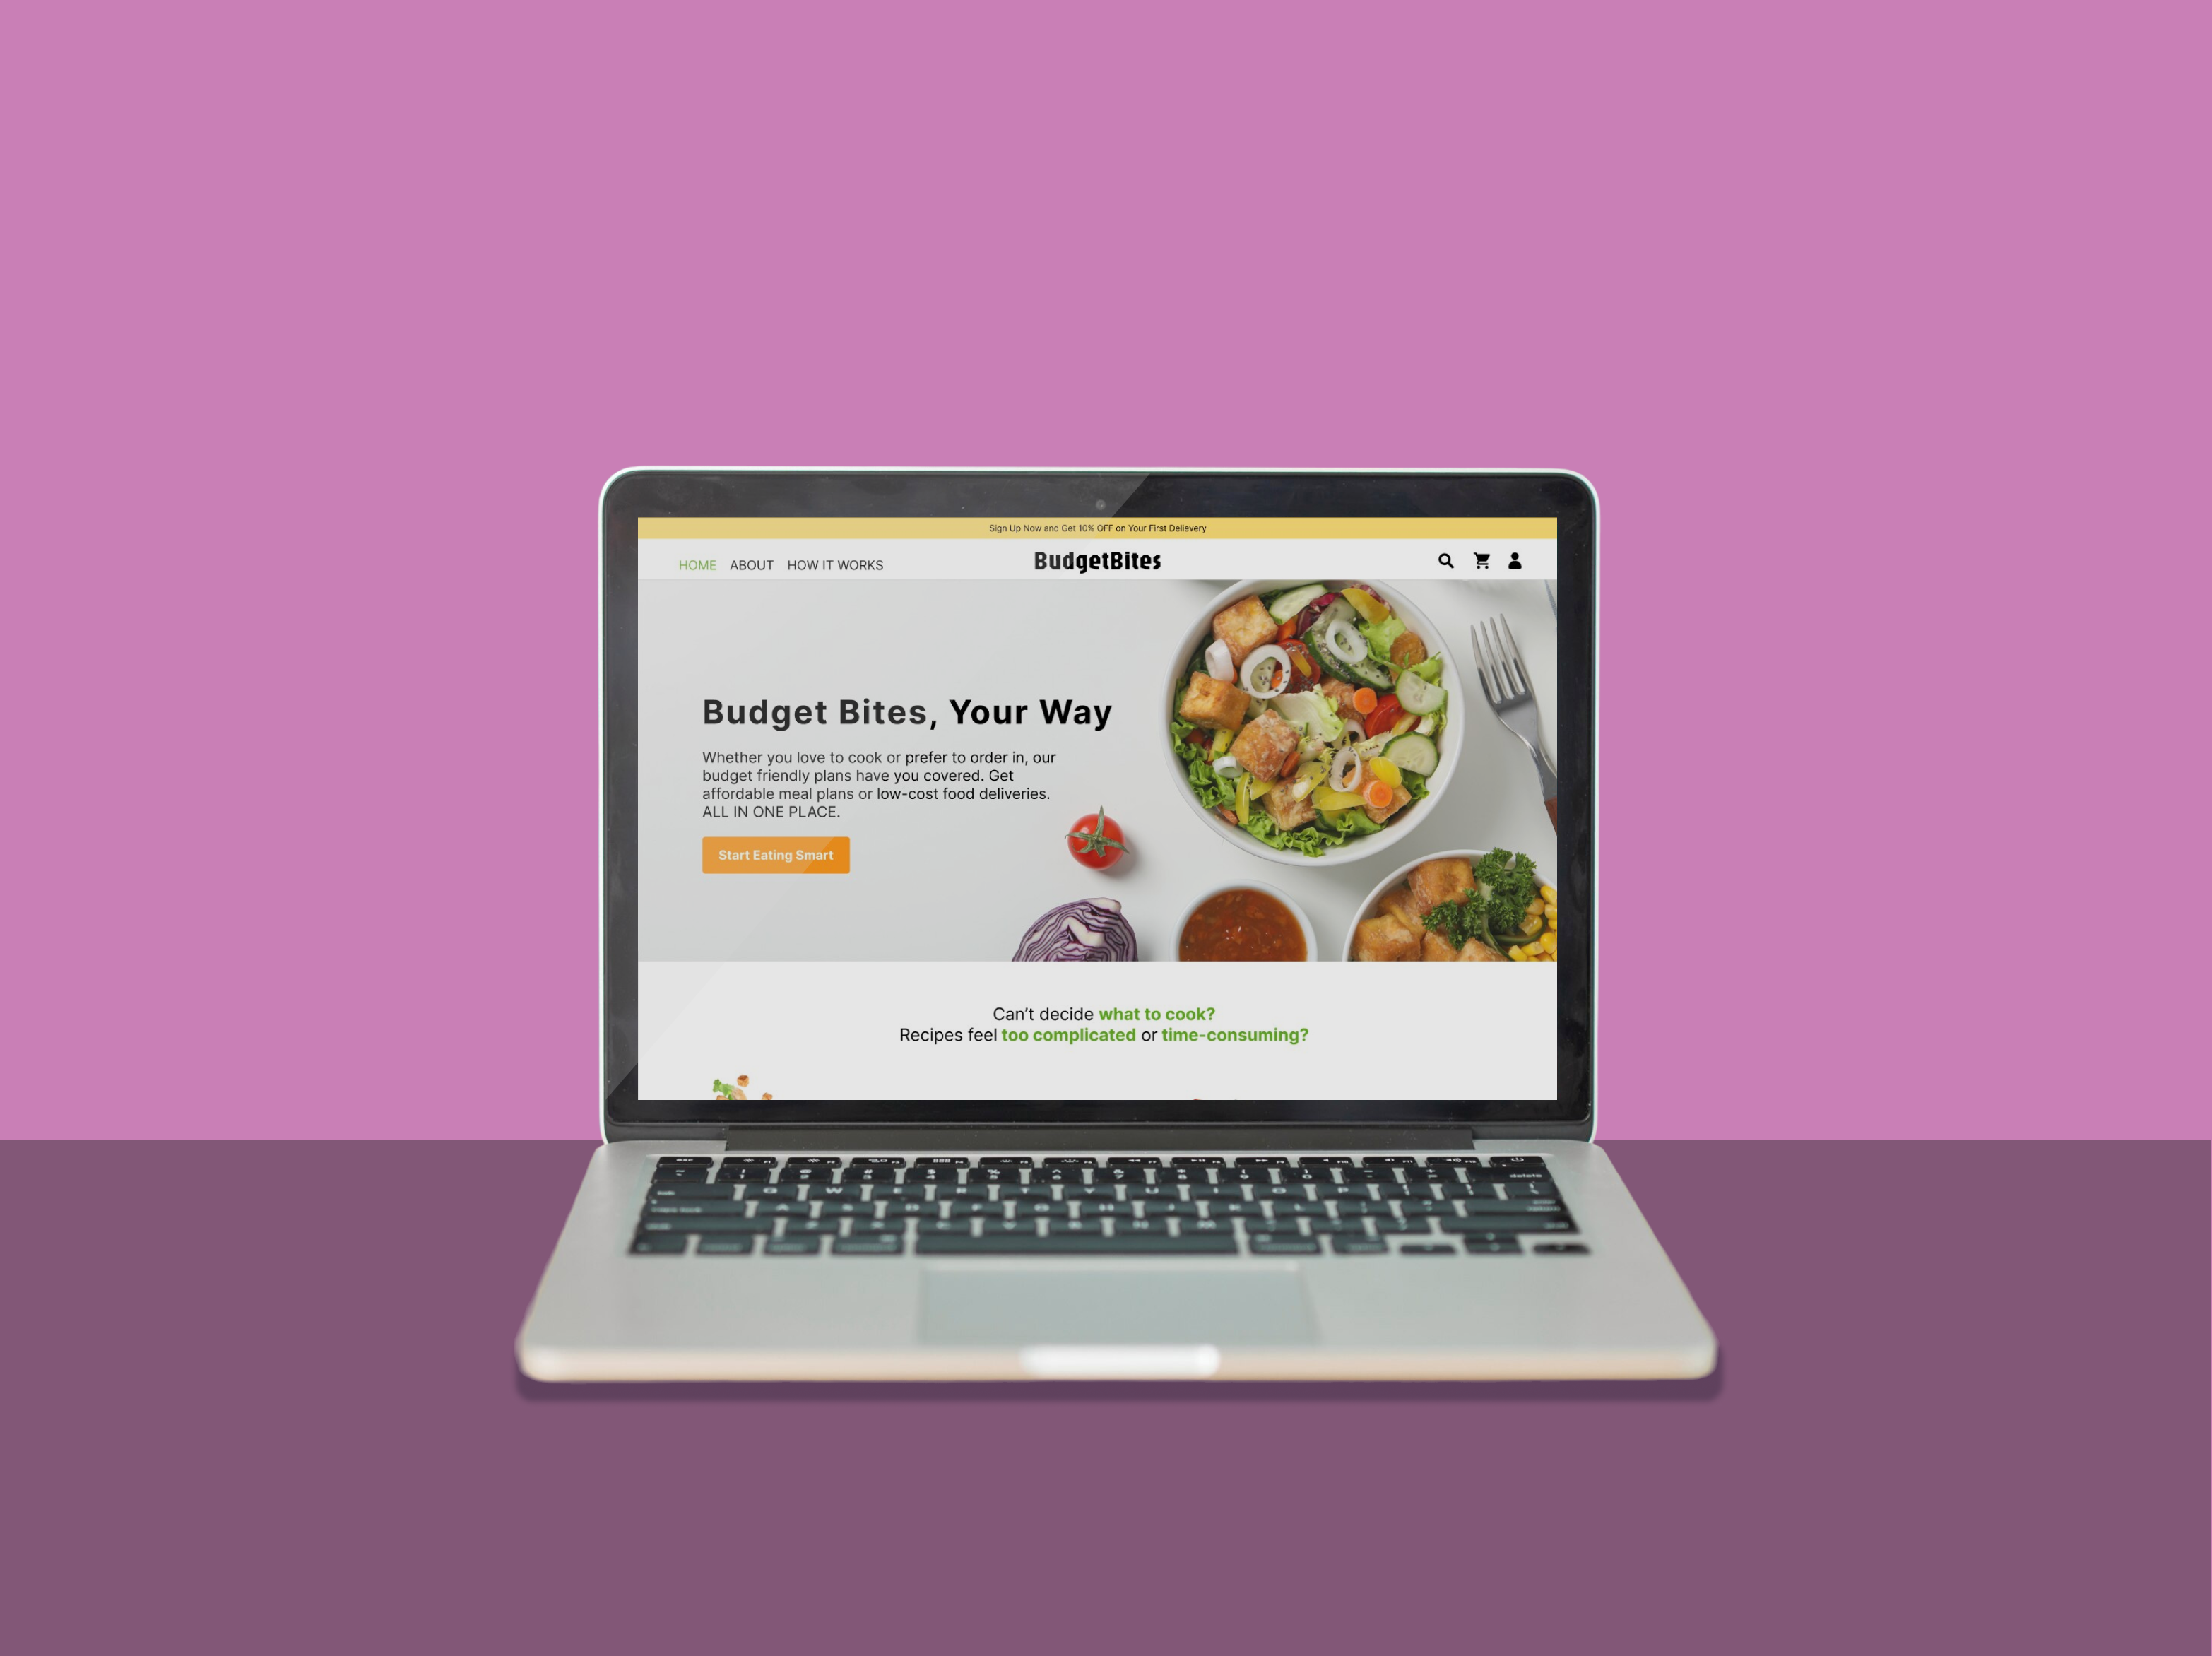 Sign Up Now and Get 10% OFF on Your First Delievery
HOME ABOUT HOW IT WORKS BudgetBites
Budget Bites, Your Way
Whether you love to cook or prefer to order in, our
budget friendly plans have you covered. Get
affordable meal plans or low-cost food deliveries.
ALL IN ONE PLACE.
Start Eating Smart
Can't decide what to cook?
Recipes feel too complicated or time-consuming?